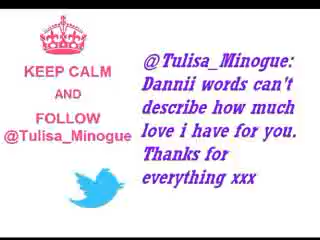 KEEP CALM
AND
FOLLOW
@Tulisa_Minogue
@Tulisa_Minogue:
Dannii words can't
describe how much
love i have for you.
Thanks for
everything xxx